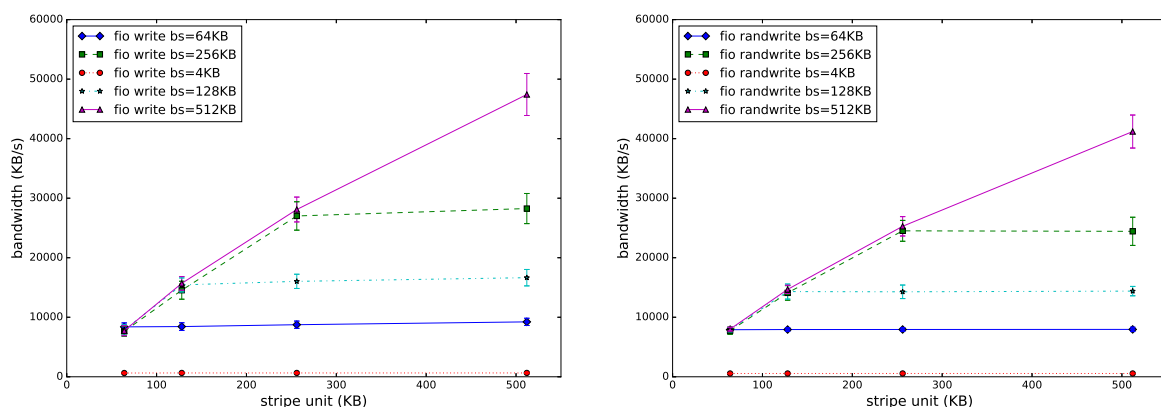 60000
50000
40000
30000
20000
10000
0
bandwidth (KB/s)
fio write bs=64KB
fio write bs=256KB
fio write bs=4KB
fio write bs=128KB
fio write bs=512KB
0 100 200 300 400 500
stripe unit (KB)
60000
50000
40000
30000
20000
10000
0
bandwidth (KB/s)
fio randwrite bs=64KB
fio randwrite bs=256KB
fio randwrite bs=4KB
fio randwrite bs=128KB
fio randwrite bs=512KB
0 100 200 300 400 500
stripe unit (KB)